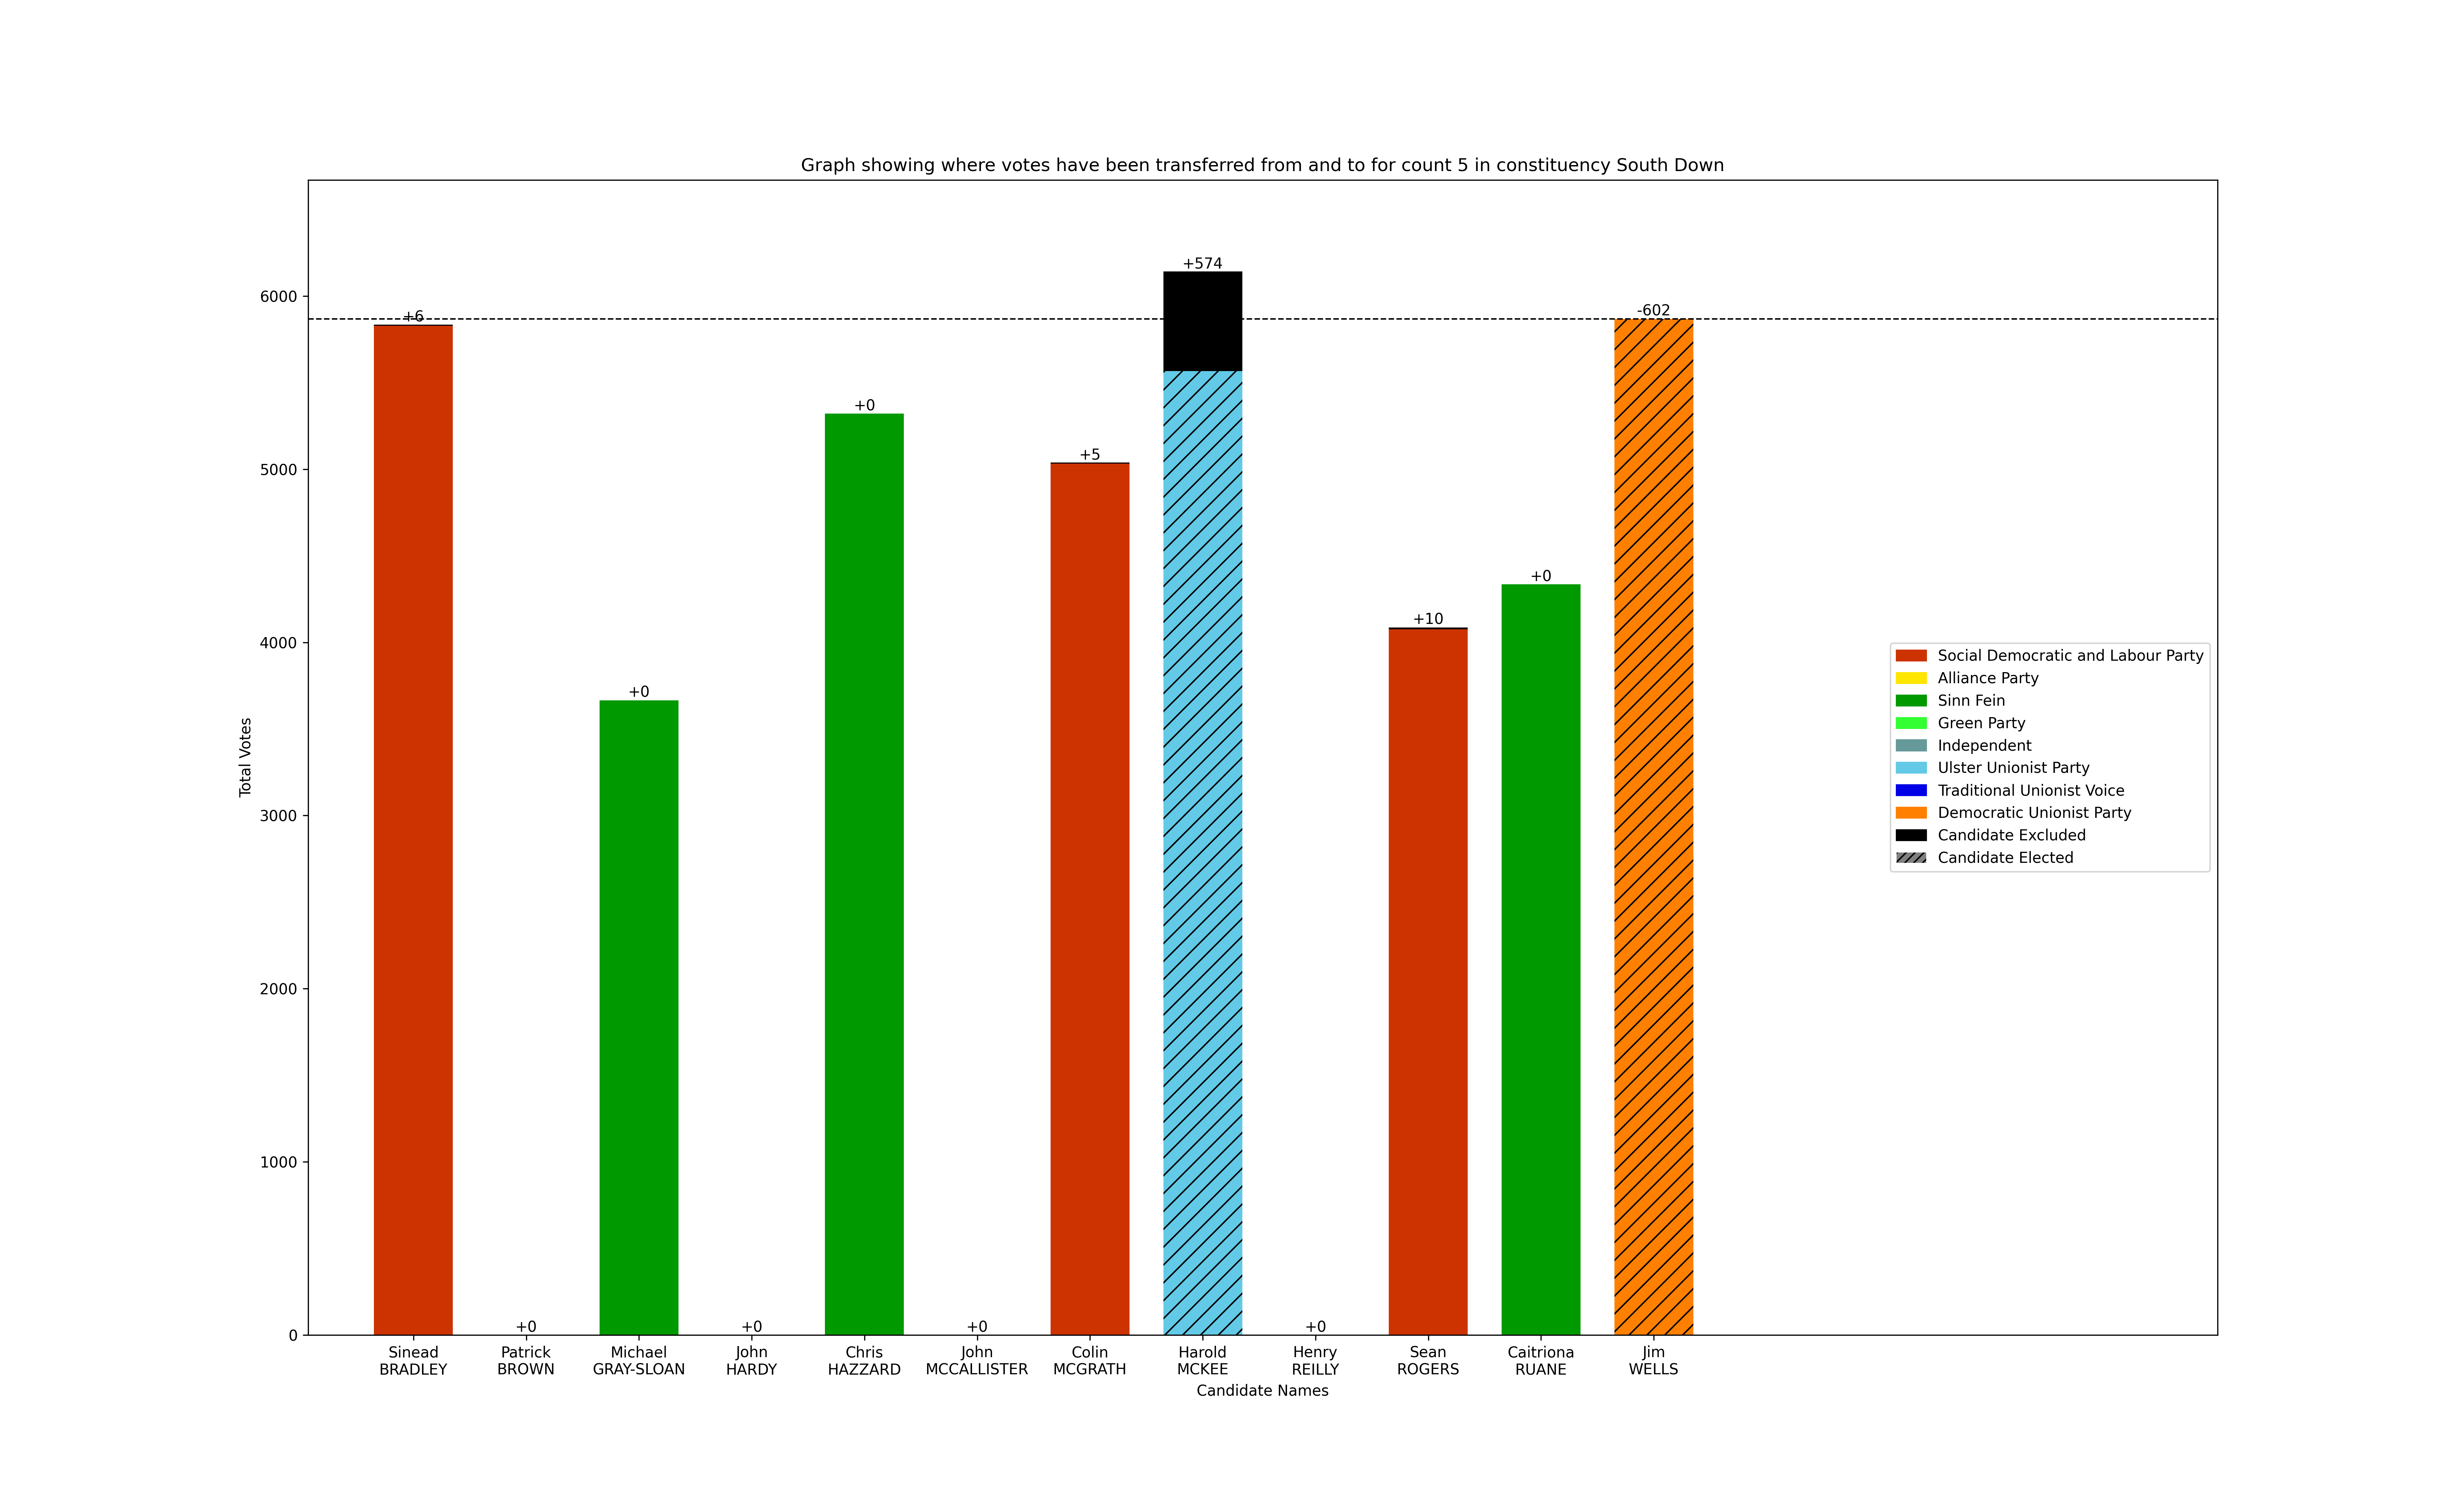 Graph showing where votes have been transferred from and to for count 5 in constituency South Down
Total Votes
6000
5000
4000
3000
2000
1000
0
+6
+0
+0
+0
+0
+0
+5
+574
+0
+10
+0
-602
Sinead
BRADLEY
Patrick
BROWN
Michael
GRAY-SLOAN
John
HARDY
Chris
HAZZARD
John
MCCALLISTER
Colin
MCGRATH
Harold
MCKEE
Henry
REILLY
Sean
ROGERS
Caitriona
RUANE
Jim
WELLS
Candidate Names
Social Democratic and Labour Party
Alliance Party
Sinn Fein
Green Party
Independent
Ulster Unionist Party
Traditional Unionist Voice
Democratic Unionist Party
Candidate Excluded
Candidate Elected